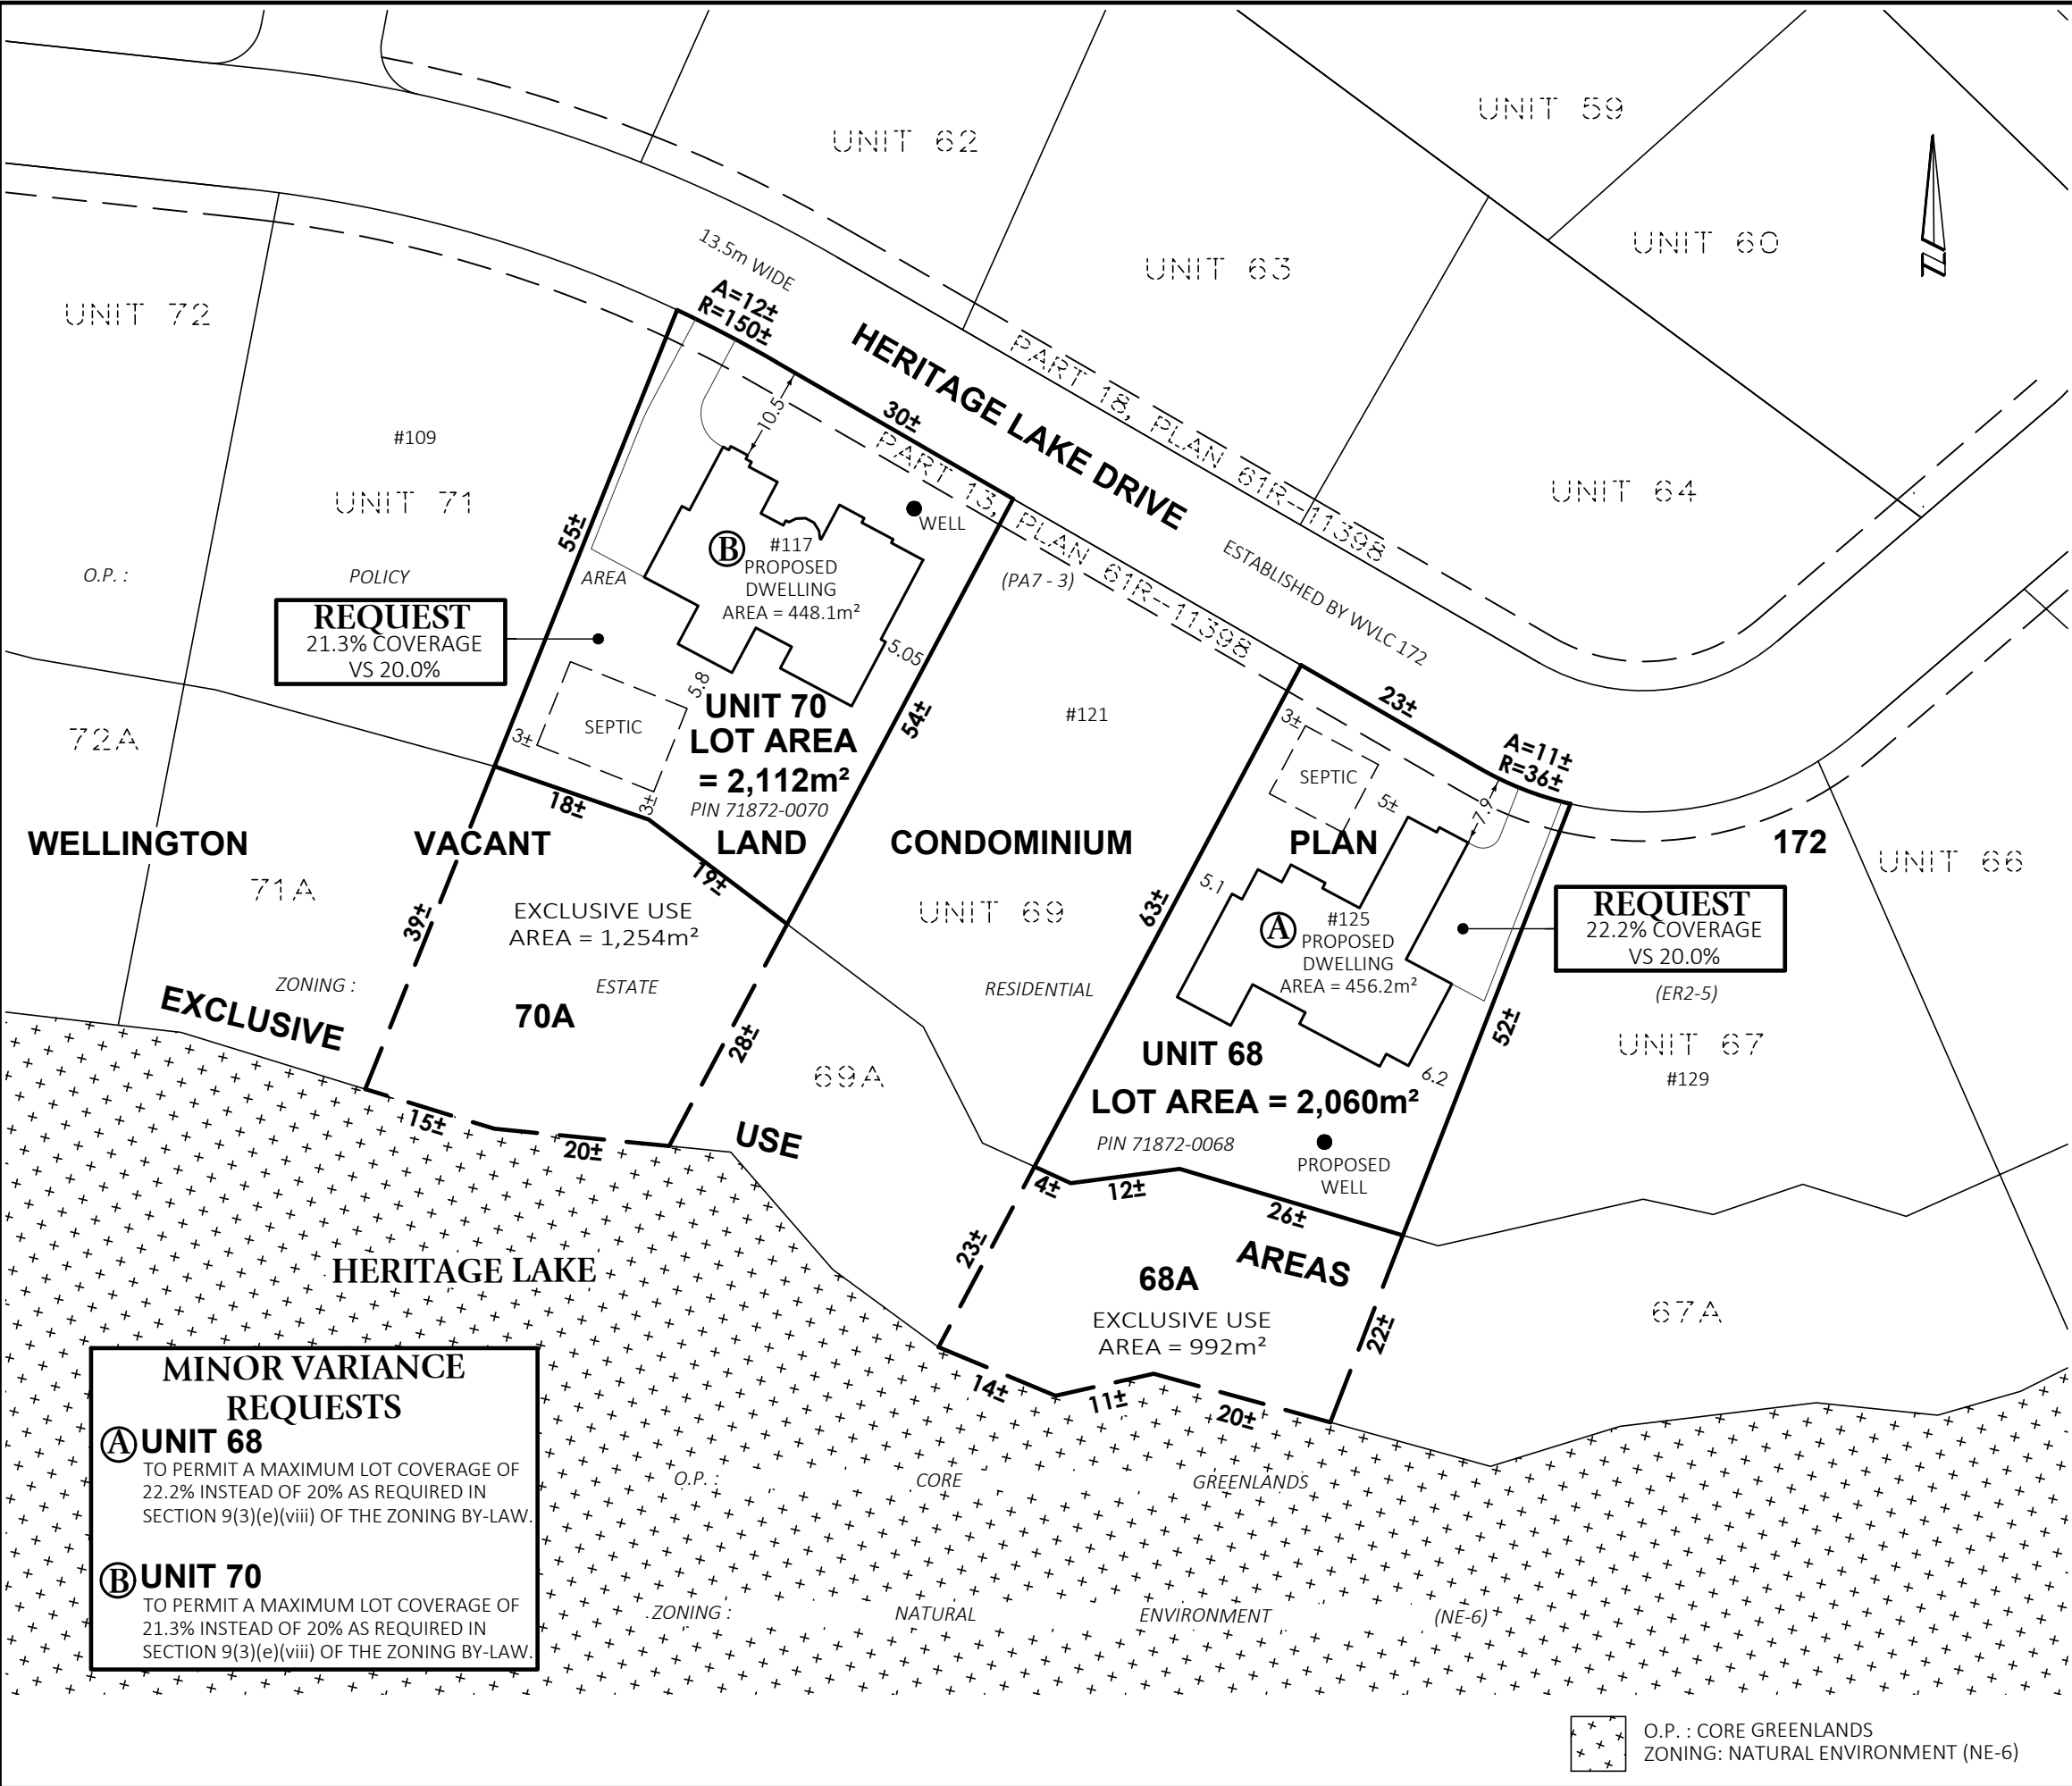 UNIT 59
UNIT 62
UNIT 60
UNIT 63
13.5m WIDE
UNIT 72
A=12±
R=150±
HERITAGE LAKE DRIVE
PART 18, PLAN 61R-11398
30±
10.5
#109
PART 13, PLAN 61R-11398
UNIT 64
UNIT 71
55±
WELL
B
#117
PROPOSED
DWELLING
AREA = 448.1m²
ESTABLISHED BY WVLC 172
O.P. :
POLICY
AREA
(PA7 - 3)
REQUEST
21.3% COVERAGE
VS 20.0%
5.05
5.8
UNIT 70
LOT AREA
= 2,112m²
PIN 71872-0070
SEPTIC
3±
3±
54±
#121
23±
A=11±
R=36±
3±
SEPTIC
5±
7.9
72A
18±
WELLINGTON
VACANT
LAND
CONDOMINIUM
PLAN
172
UNIT 66
71A
19±
39±
EXCLUSIVE USE
AREA = 1,254m²
UNIT 69
63±
5.1
A
#125
PROPOSED
DWELLING
AREA = 456.2m²
REQUEST
22.2% COVERAGE
VS 20.0%
(ER2-5)
ZONING :
ESTATE
RESIDENTIAL
EXCLUSIVE
70A
28±
52±
UNIT 67
#129
UNIT 68
69A
6.2
LOT AREA = 2,060m²
15±
20±
USE
PIN 71872-0068
PROPOSED
WELL
4±
12±
26±
23±
HERITAGE LAKE
AREAS
68A
67A
EXCLUSIVE USE
AREA = 992m²
22±
14±
11±
20±
MINOR VARIANCE
REQUESTS
A UNIT 68
TO PERMIT A MAXIMUM LOT COVERAGE OF
22.2% INSTEAD OF 20% AS REQUIRED IN
SECTION 9(3)(e)(viii) OF THE ZONING BY-LAW.
B UNIT 70
TO PERMIT A MAXIMUM LOT COVERAGE OF
21.3% INSTEAD OF 20% AS REQUIRED IN
SECTION 9(3)(e)(viii) OF THE ZONING BY-LAW.
O.P. :
CORE
GREENLANDS
ZONING :
NATURAL
ENVIRONMENT
(NE-6)
O.P. : CORE GREENLANDS
ZONING: NATURAL ENVIRONMENT (NE-6)